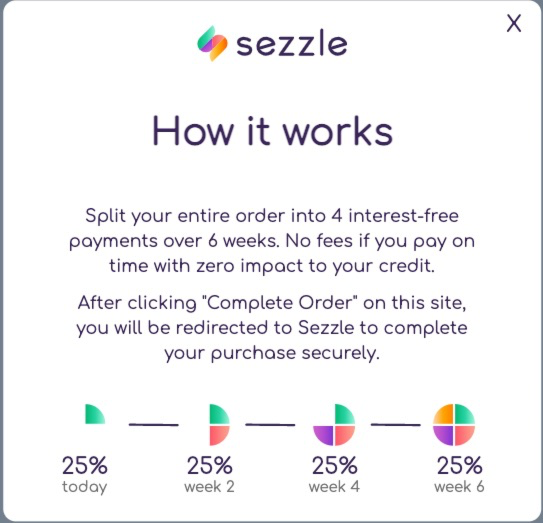 X
sezzle
How it works
Split your entire order into 4 interest-free
payments over 6 weeks. No fees if you pay on
time with zero impact to your credit.
After clicking "Complete Order" on this site,
you will be redirected to Sezzle to complete
your purchase securely.
25% 25% 25% 25%
today week 2 week 4 week 6